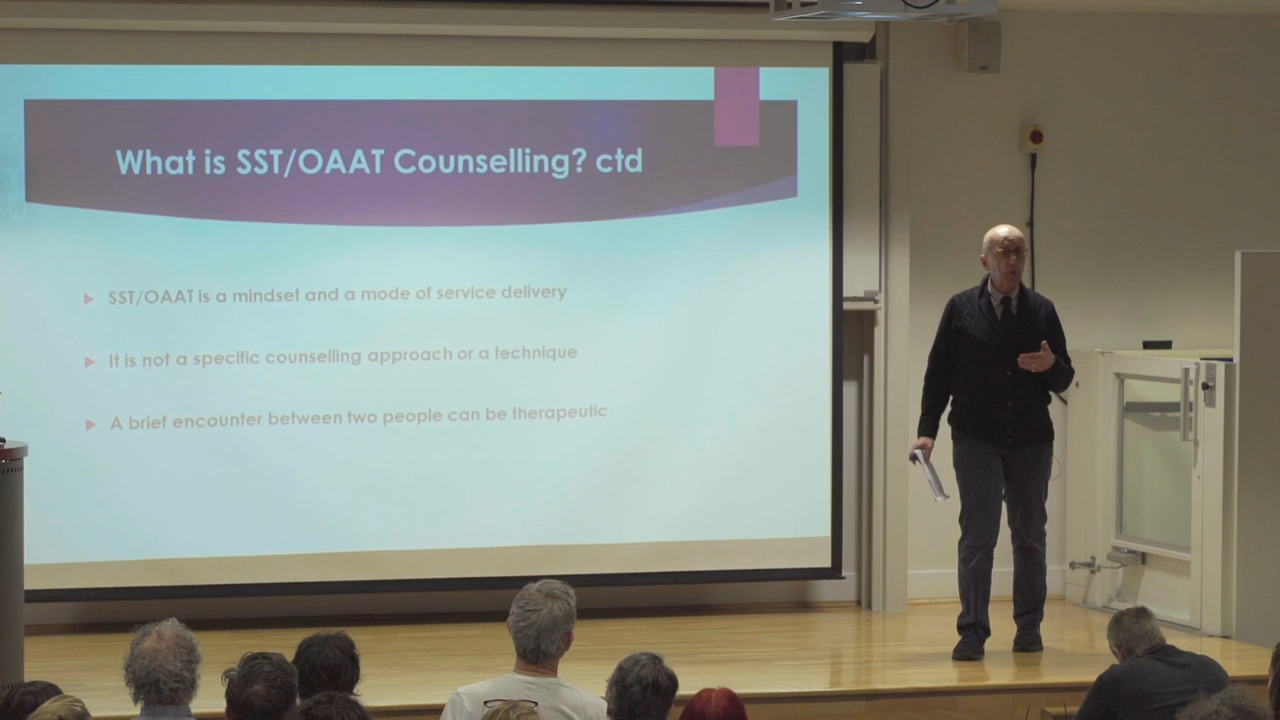 What is SST/OAAT Counselling? ctd
SST/OAAT is a mindset and a mode of service delivery
It is not a specific counselling approach or a technique
A brief encounter between two people can be therapeutic